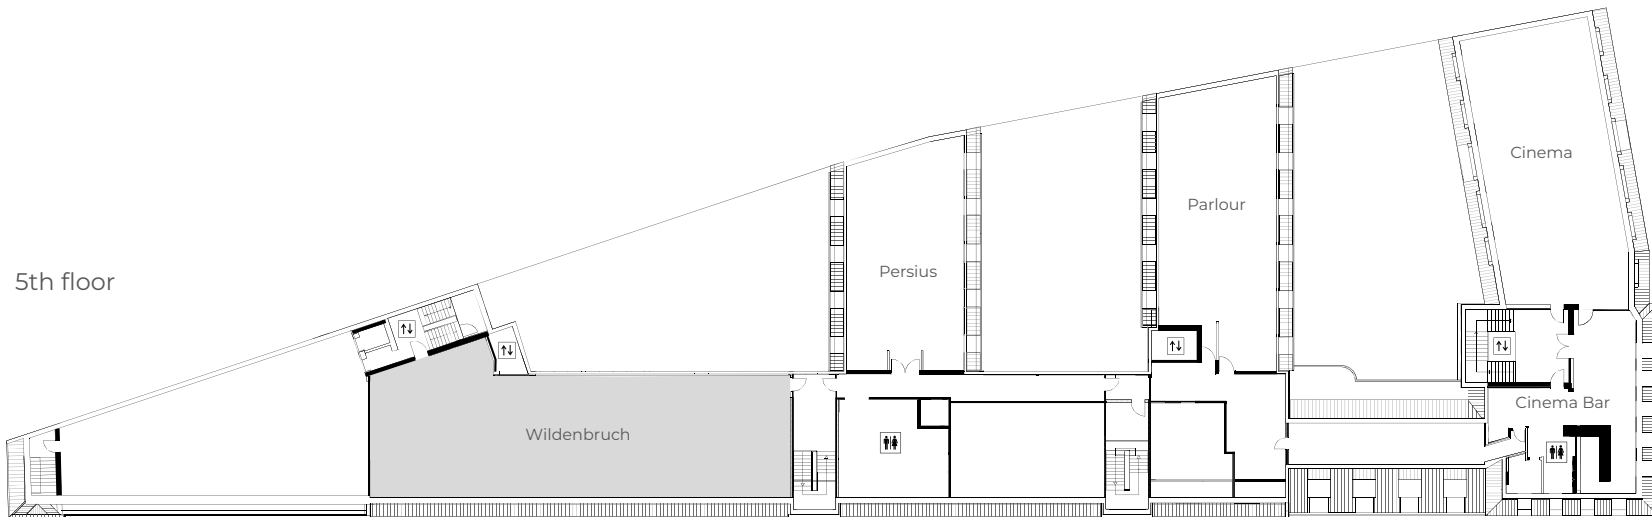 Cinema
Parlour
Persius
5th floor
Cinema Bar
Wildenbruch